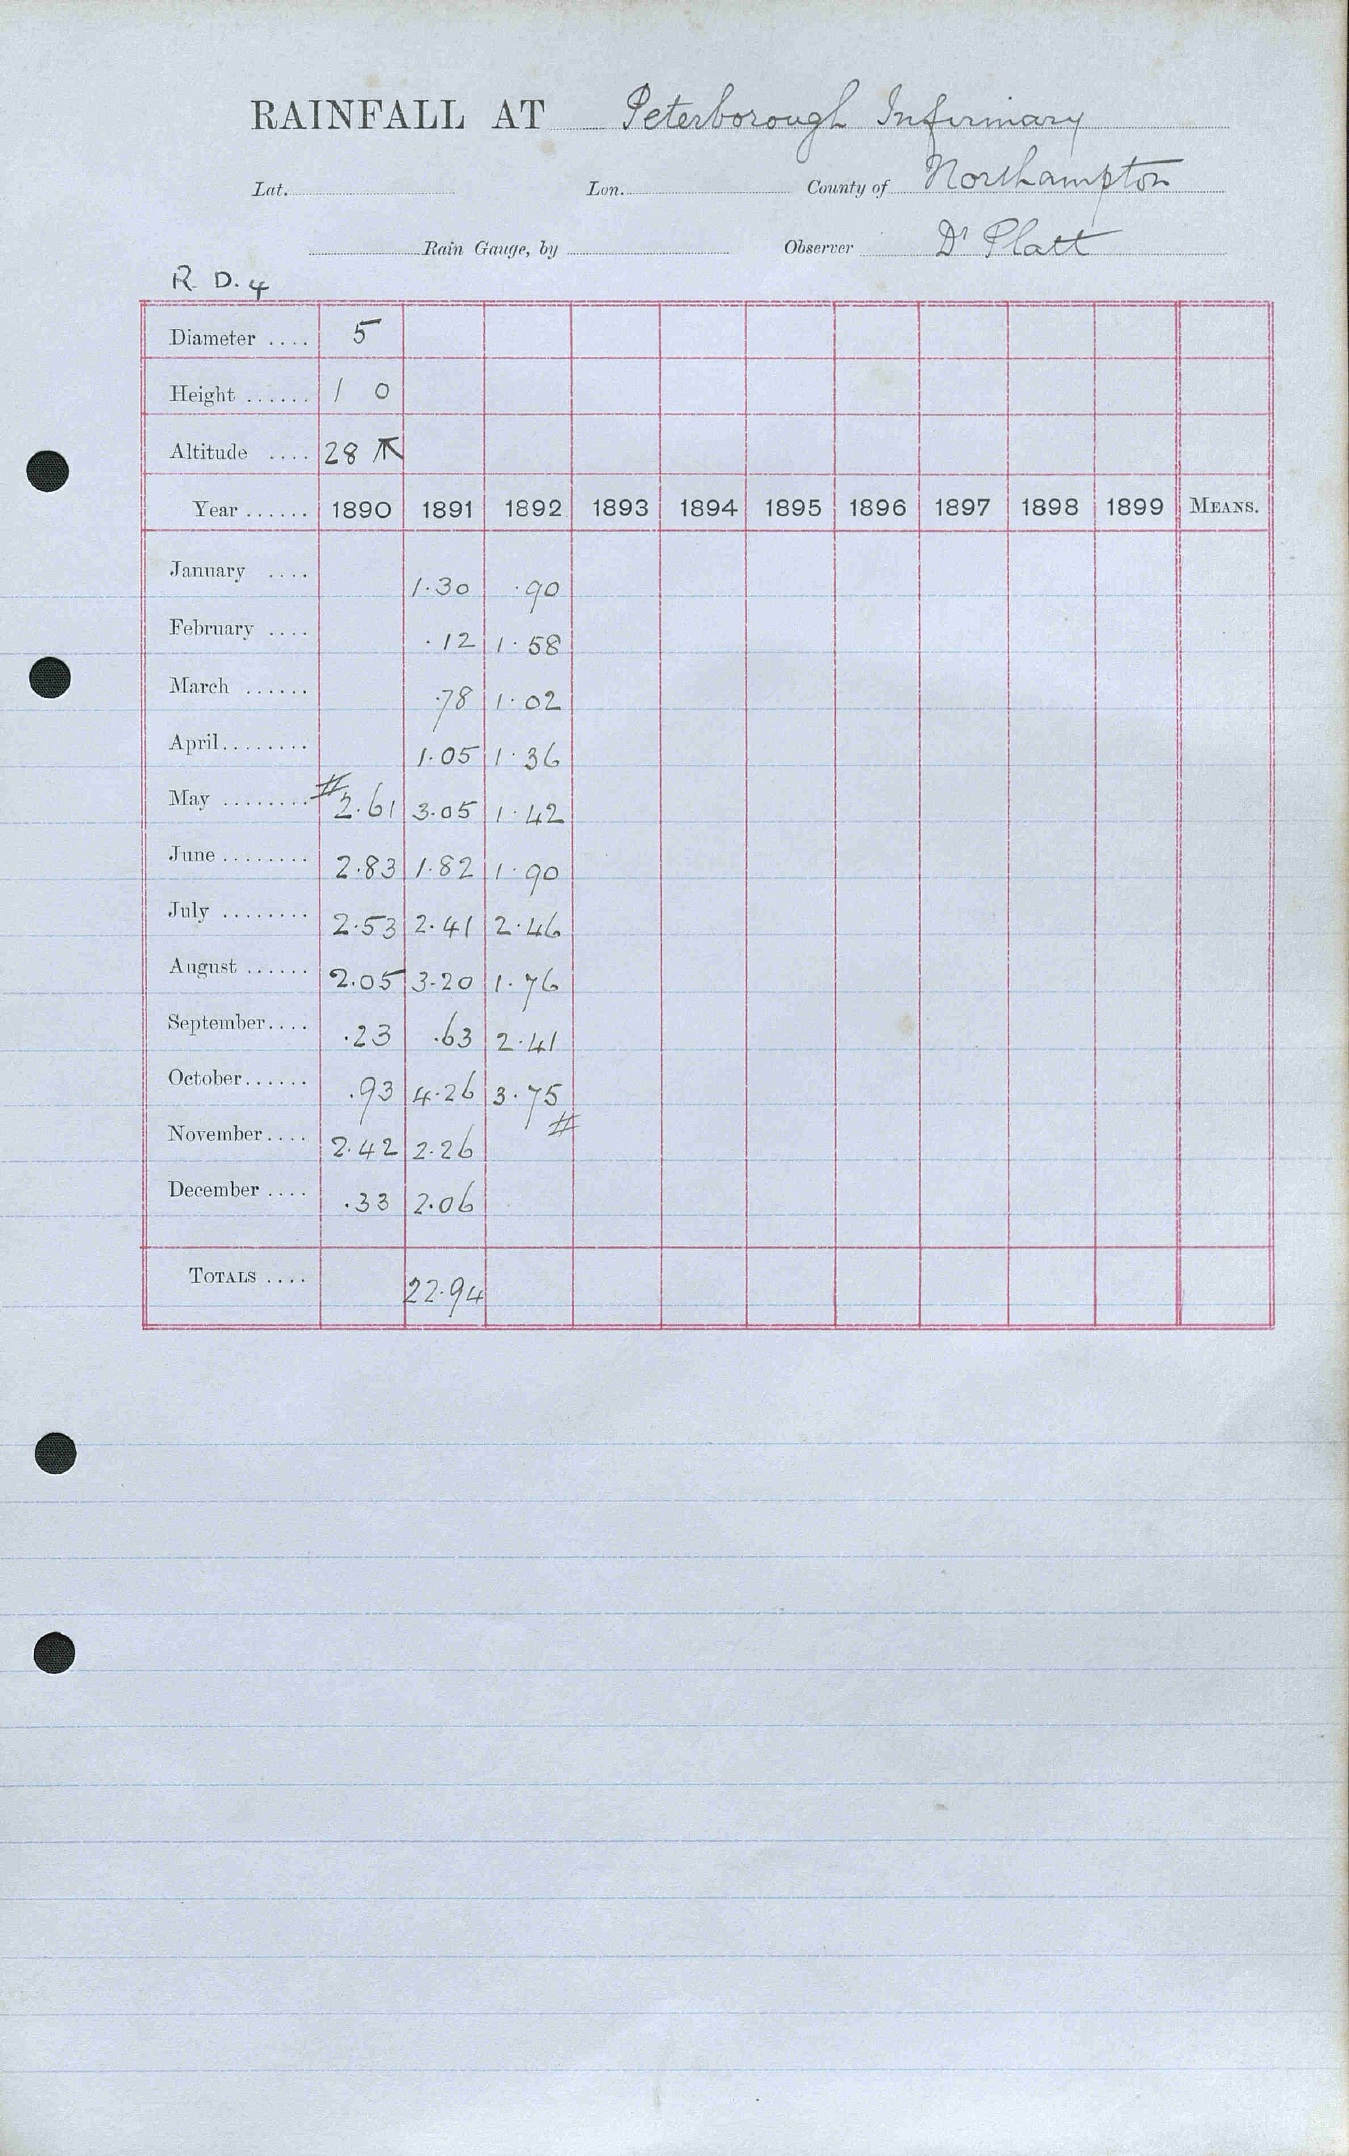 RAINFALL AT Peterborough Infirmary
Lat. Lon. County of Northampton
Rain Gauge, by Observer Dr Platt
R. D. 4
Diameter .... 5
Height ...... 1 0
Altitude .... 28
Year ...... 1890 1891 1892 1893 1894 1895 1896 1897 1898 1899 MEANS.
January .... 1.30 .90
February .... .12 1.58
March ...... .78 1.02
April........ 1.05 1.36
May ........ # 2.61 3.05 1.42
June ........ 2.83 1.82 1.90
July ........ 2.53 2.41 2.46
August ...... 2.05 3.20 1.76
September.... .23 .63 2.41
October...... .93 4.26 3.75
November.... 2.42 2.26 #
December .... .33 2.06
TOTALS .... 22.94